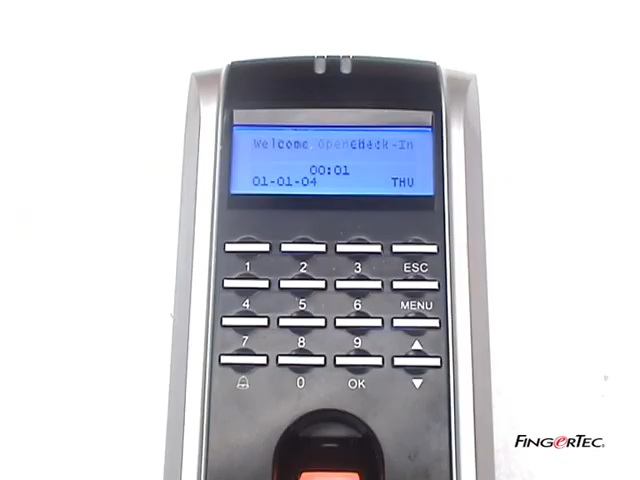 Welcome Check-In
00:01
01-01-04 THU
1 2 3 ESC
4 5 6 MENU
7 8 9
0 OK
FINGERTEC